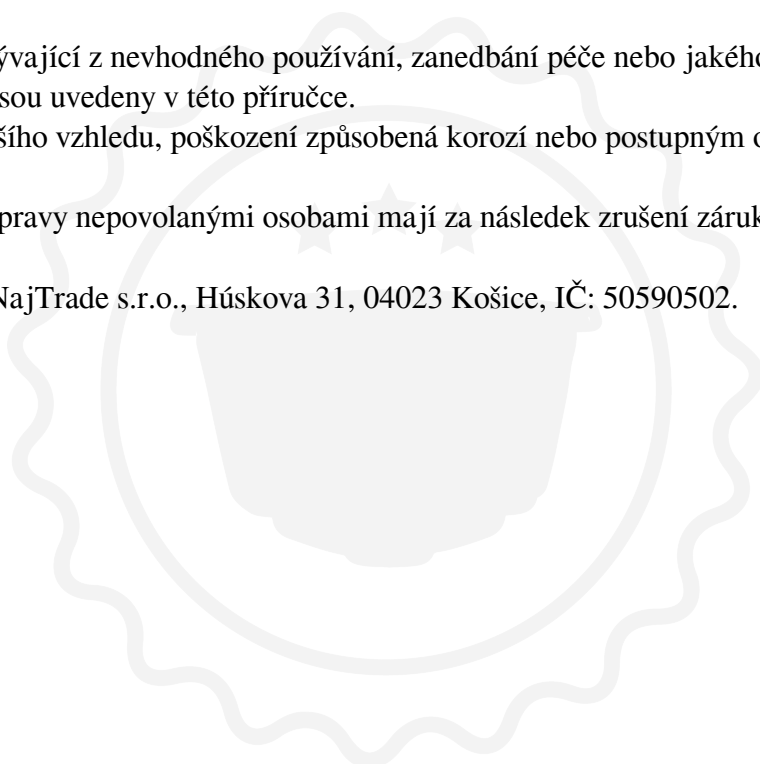 ývající z nevhodného používání, zanedbání péče nebo jakého
sou uvedeny v této příručce.
šího vzhledu, poškození způsobená korozí nebo postupným o
pravy nepovolanými osobami mají za následek zrušení záruk
NajTrade s.r.o., Húskova 31, 04023 Košice, IČ: 50590502.